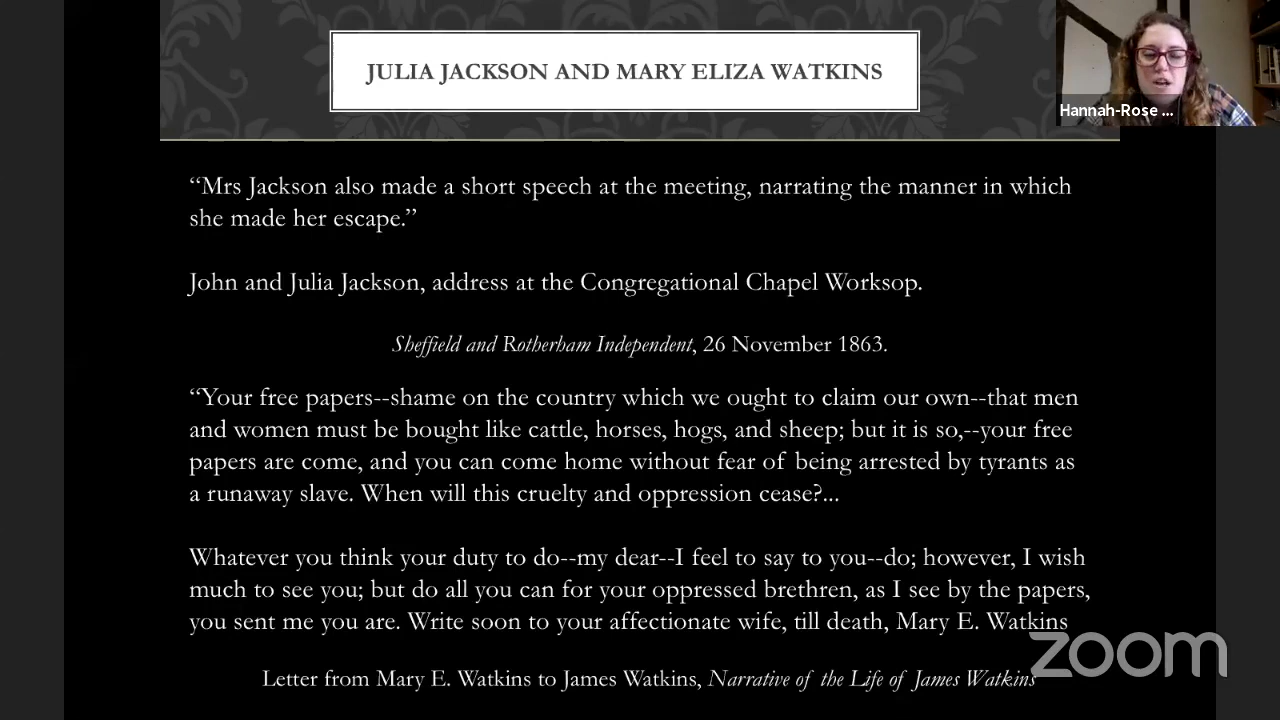 JULIA JACKSON AND MARY ELIZA WATKINS
Hannah-Rose ...
“Mrs Jackson also made a short speech at the meeting, narrating the manner in which
she made her escape.”
John and Julia Jackson, address at the Congregational Chapel Worksop.
Sheffield and Rotherham Independent, 26 November 1863.
“Your free papers--shame on the country which we ought to claim our own--that men
and women must be bought like cattle, horses, hogs, and sheep; but it is so,--your free
papers are come, and you can come home without fear of being arrested by tyrants as
a runaway slave. When will this cruelty and oppression cease?...
Whatever you think your duty to do--my dear--I feel to say to you--do; however, I wish
much to see you; but do all you can for your oppressed brethren, as I see by the papers,
you sent me you are. Write soon to your affectionate wife, till death, Mary E. Watkins
Letter from Mary E. Watkins to James Watkins, Narrative of the Life of James Watkins
zoom